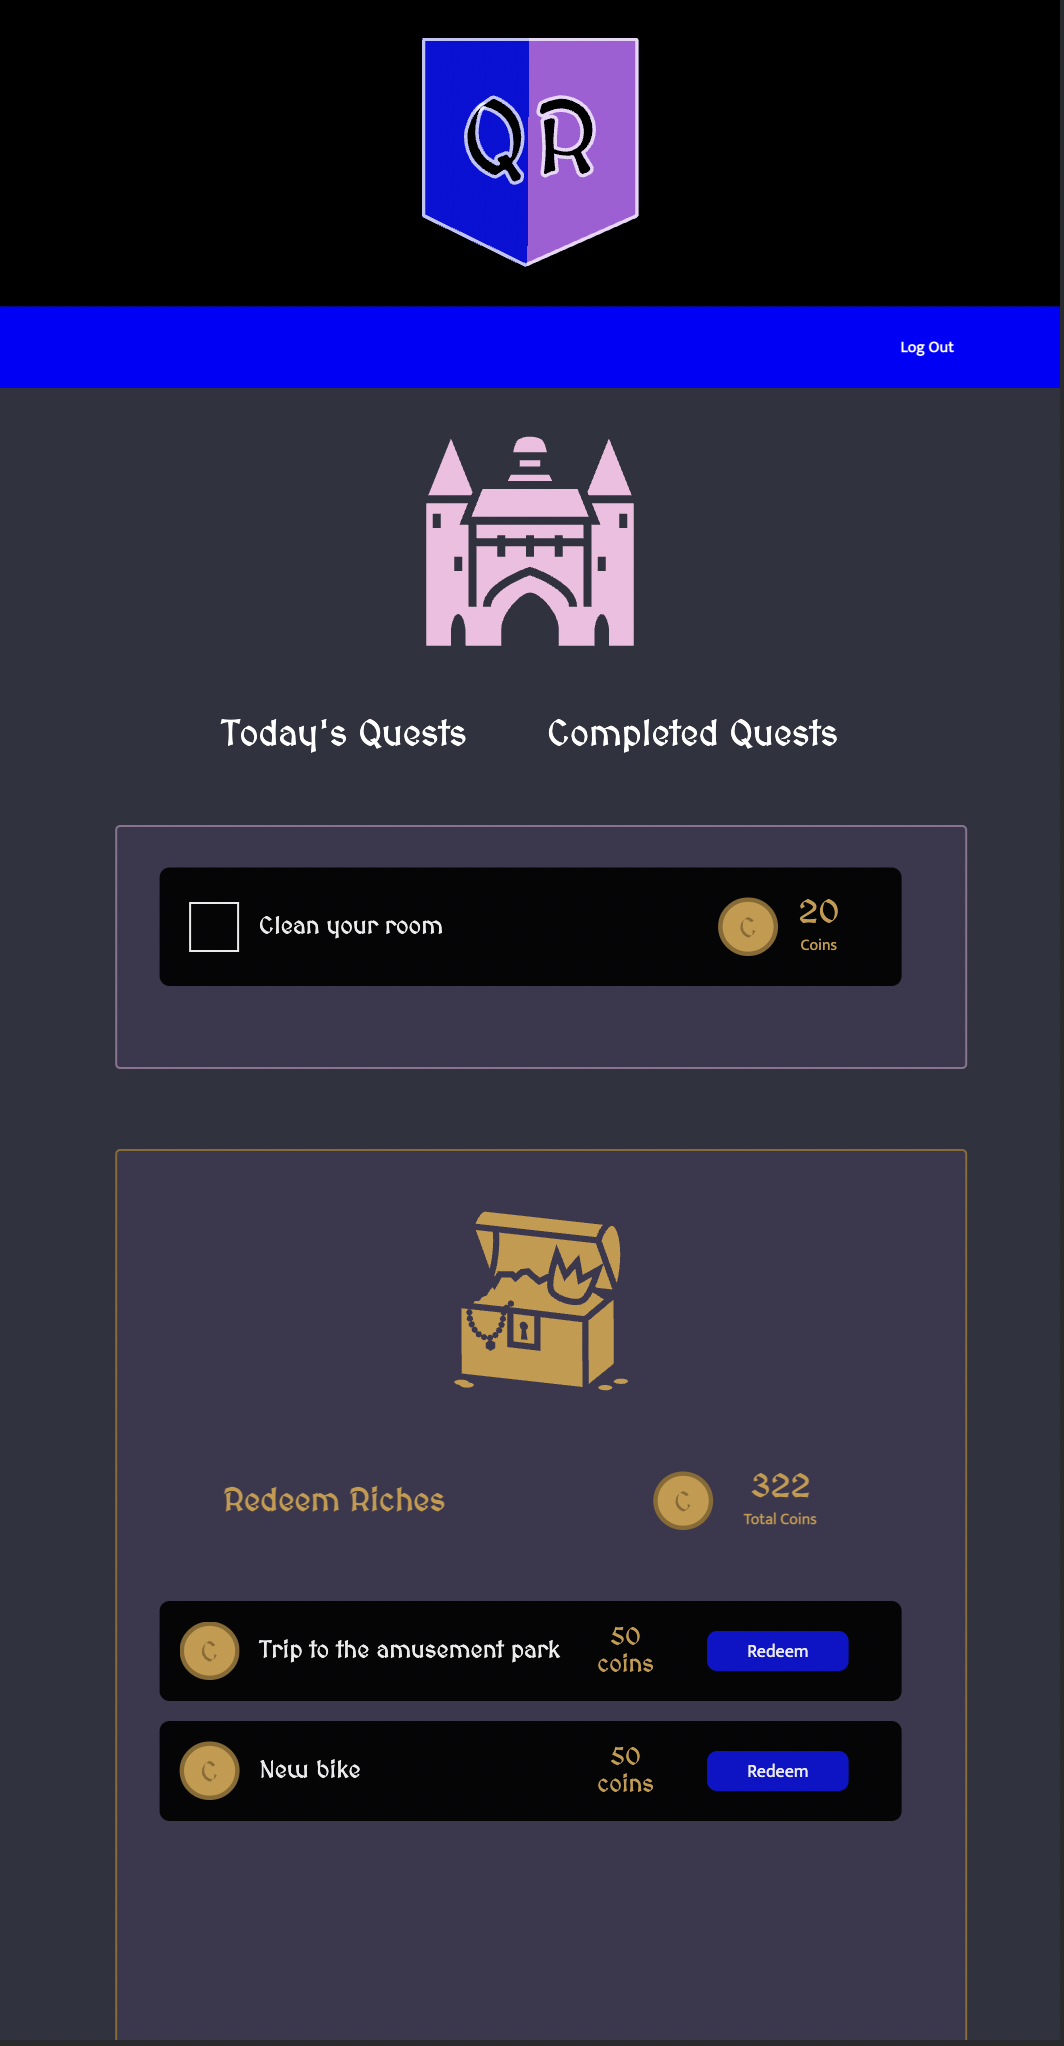 QR
Log Out
Today's Quests
Completed Quests
Clean your room
C
20
Coins
Redeem Riches
C
322
Total Coins
C
Trip to the amusement park
50
coins
Redeem
C
New bike
50
coins
Redeem